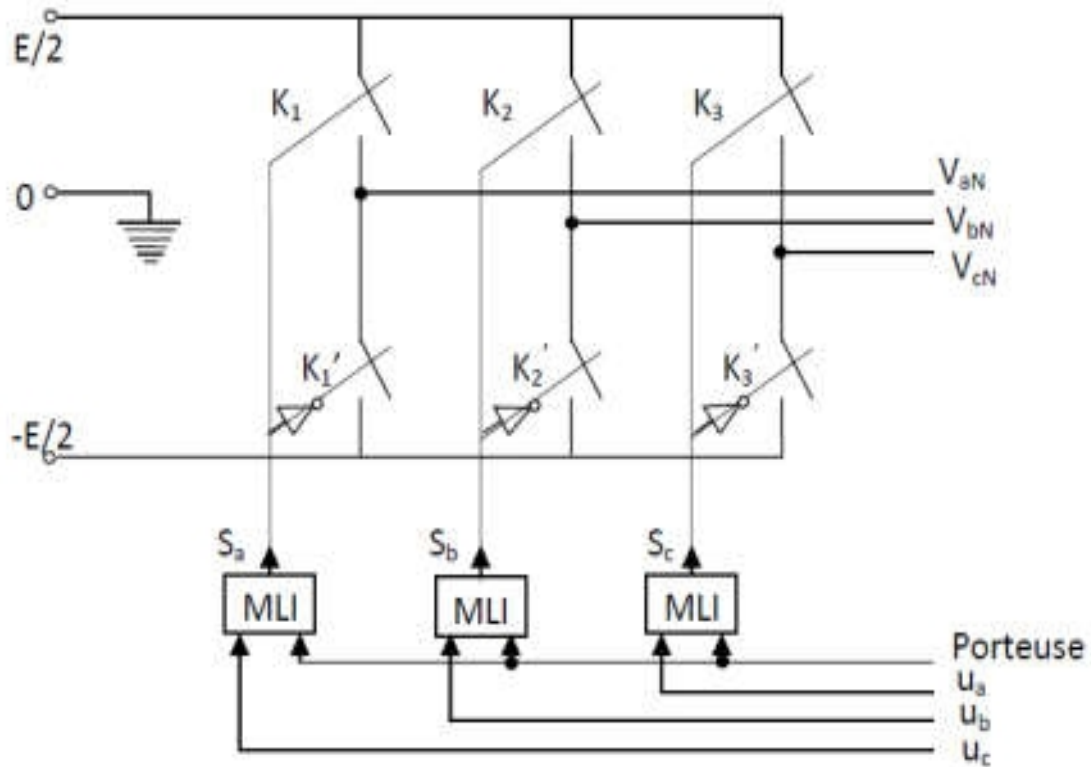 E/2
K₁
K₂
K₃
0
VaN
VbN
VcN
K₁'
K₂'
K₃'
-E/2
Sa
Sb
Sc
MLI
MLI
MLI
Porteuse
ua
ub
uc